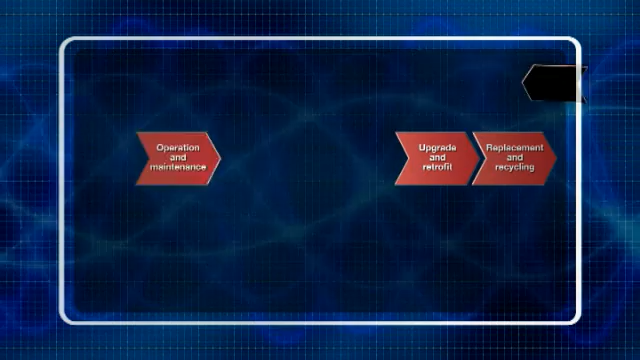 Operation
and
maintenance
Upgrade
and
retrofit
Replacement
and
recycling